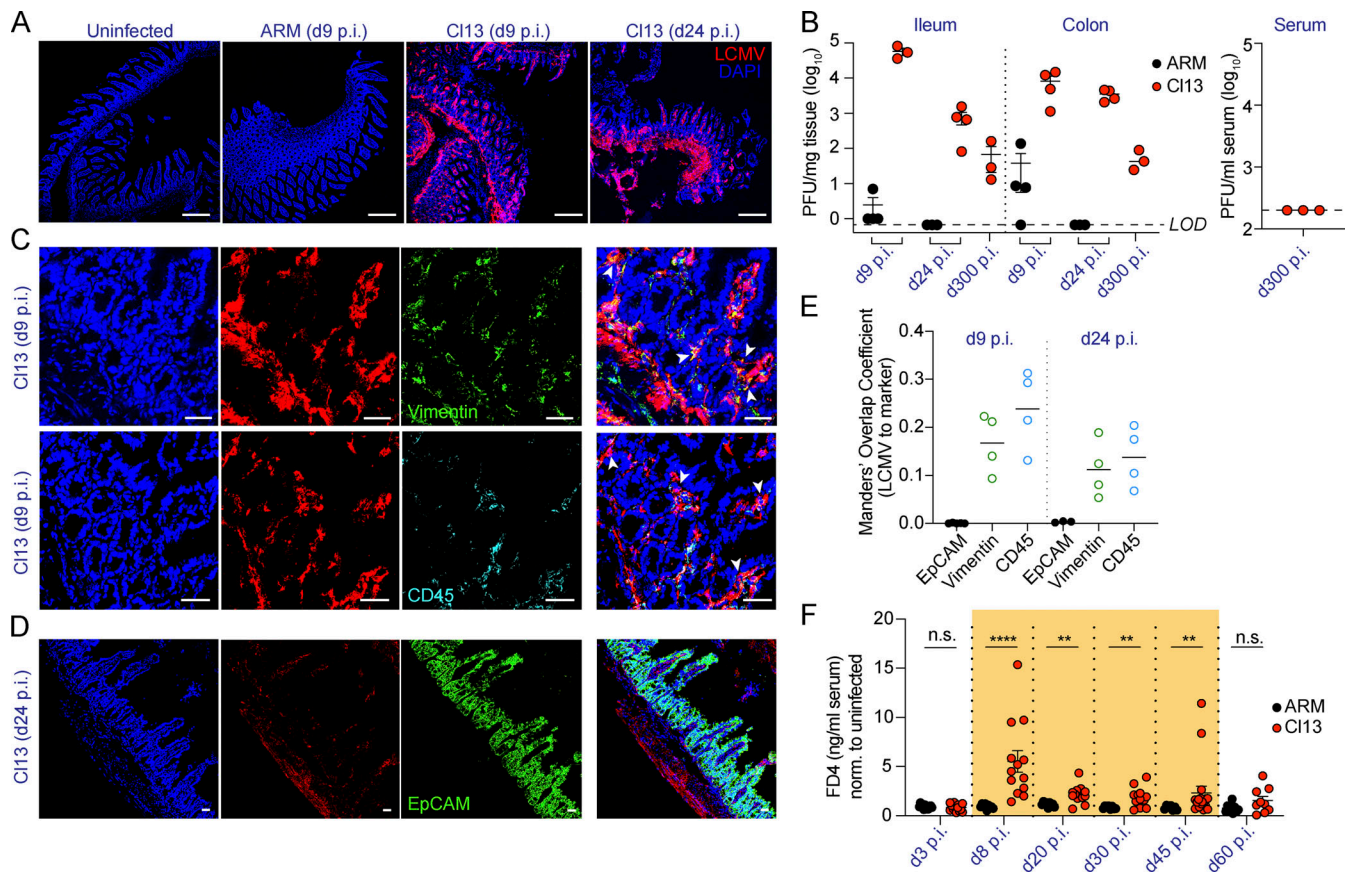 A
Uninfected
ARM (d9 p.i.)
Cl13 (d9 p.i.)
Cl13 (d24 p.i.)
LCMV
DAPI
B
Ileum
Colon
Serum
PFU/mg tissue (log10)
5
4
3
2
1
0
ARM
Cl13
LOD
d9 p.i.
d24 p.i.
d300 p.i.
d9 p.i.
d24 p.i.
d300 p.i.
PFU/ml serum (log10)
5
4
3
2
d300 p.i.
C
Cl13 (d9 p.i.)
Vimentin
Cl13 (d9 p.i.)
CD45
D
Cl13 (d24 p.i.)
EpCAM
E
Manders' Overlap Coefficient
(LCMV to marker)
0.4
0.3
0.2
0.1
0.0
d9 p.i.
d24 p.i.
EpCAM
Vimentin
CD45
EpCAM
Vimentin
CD45
F
FD4 (ng/ml serum)
norm. to uninfected
20
15
10
5
0
n.s.
****
**
**
**
n.s.
ARM
Cl13
d3 p.i.
d8 p.i.
d20 p.i.
d30 p.i.
d45 p.i.
d60 p.i.